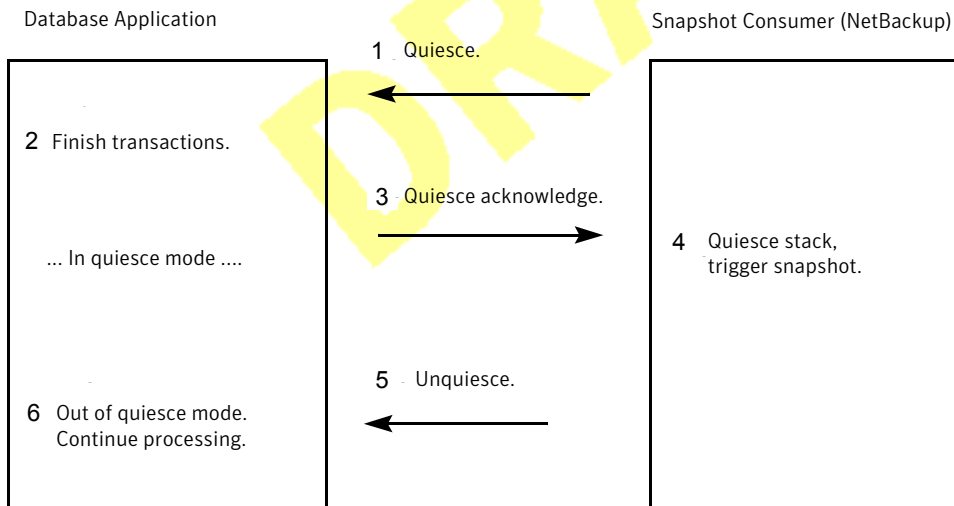 Database Application
Snapshot Consumer (NetBackup)
1 Quiesce.
2 Finish transactions.
3 Quiesce acknowledge.
... In quiesce mode ....
4 Quiesce stack,
trigger snapshot.
5 Unquiesce.
6 Out of quiesce mode.
Continue processing.
DRA